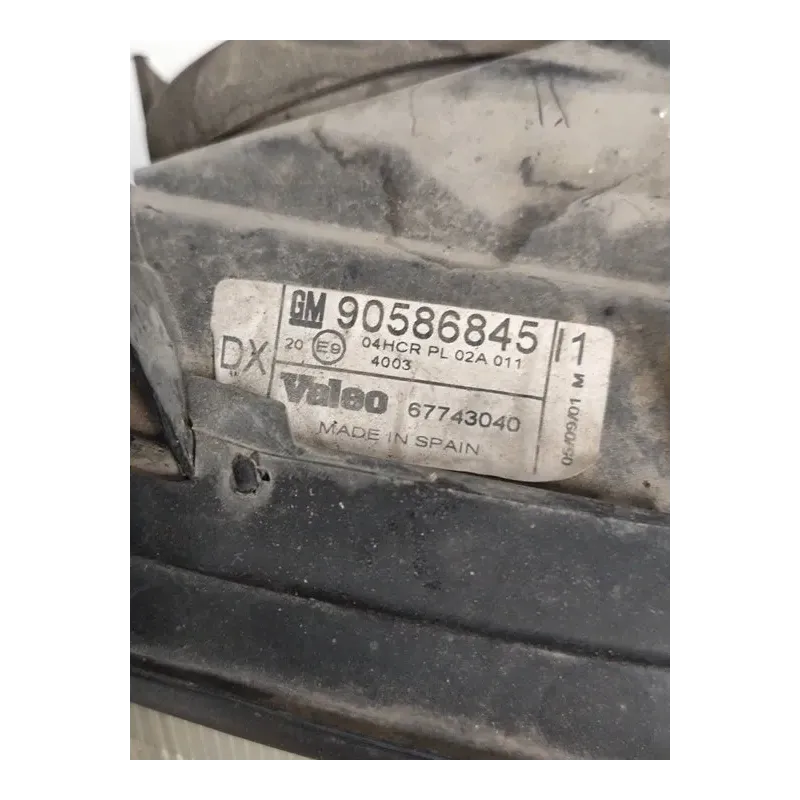 GM 90586845 I1
DX
20 E9 04HCR PL 02A 011
4003
Valeo 67743040
MADE IN SPAIN
05/09/01 M